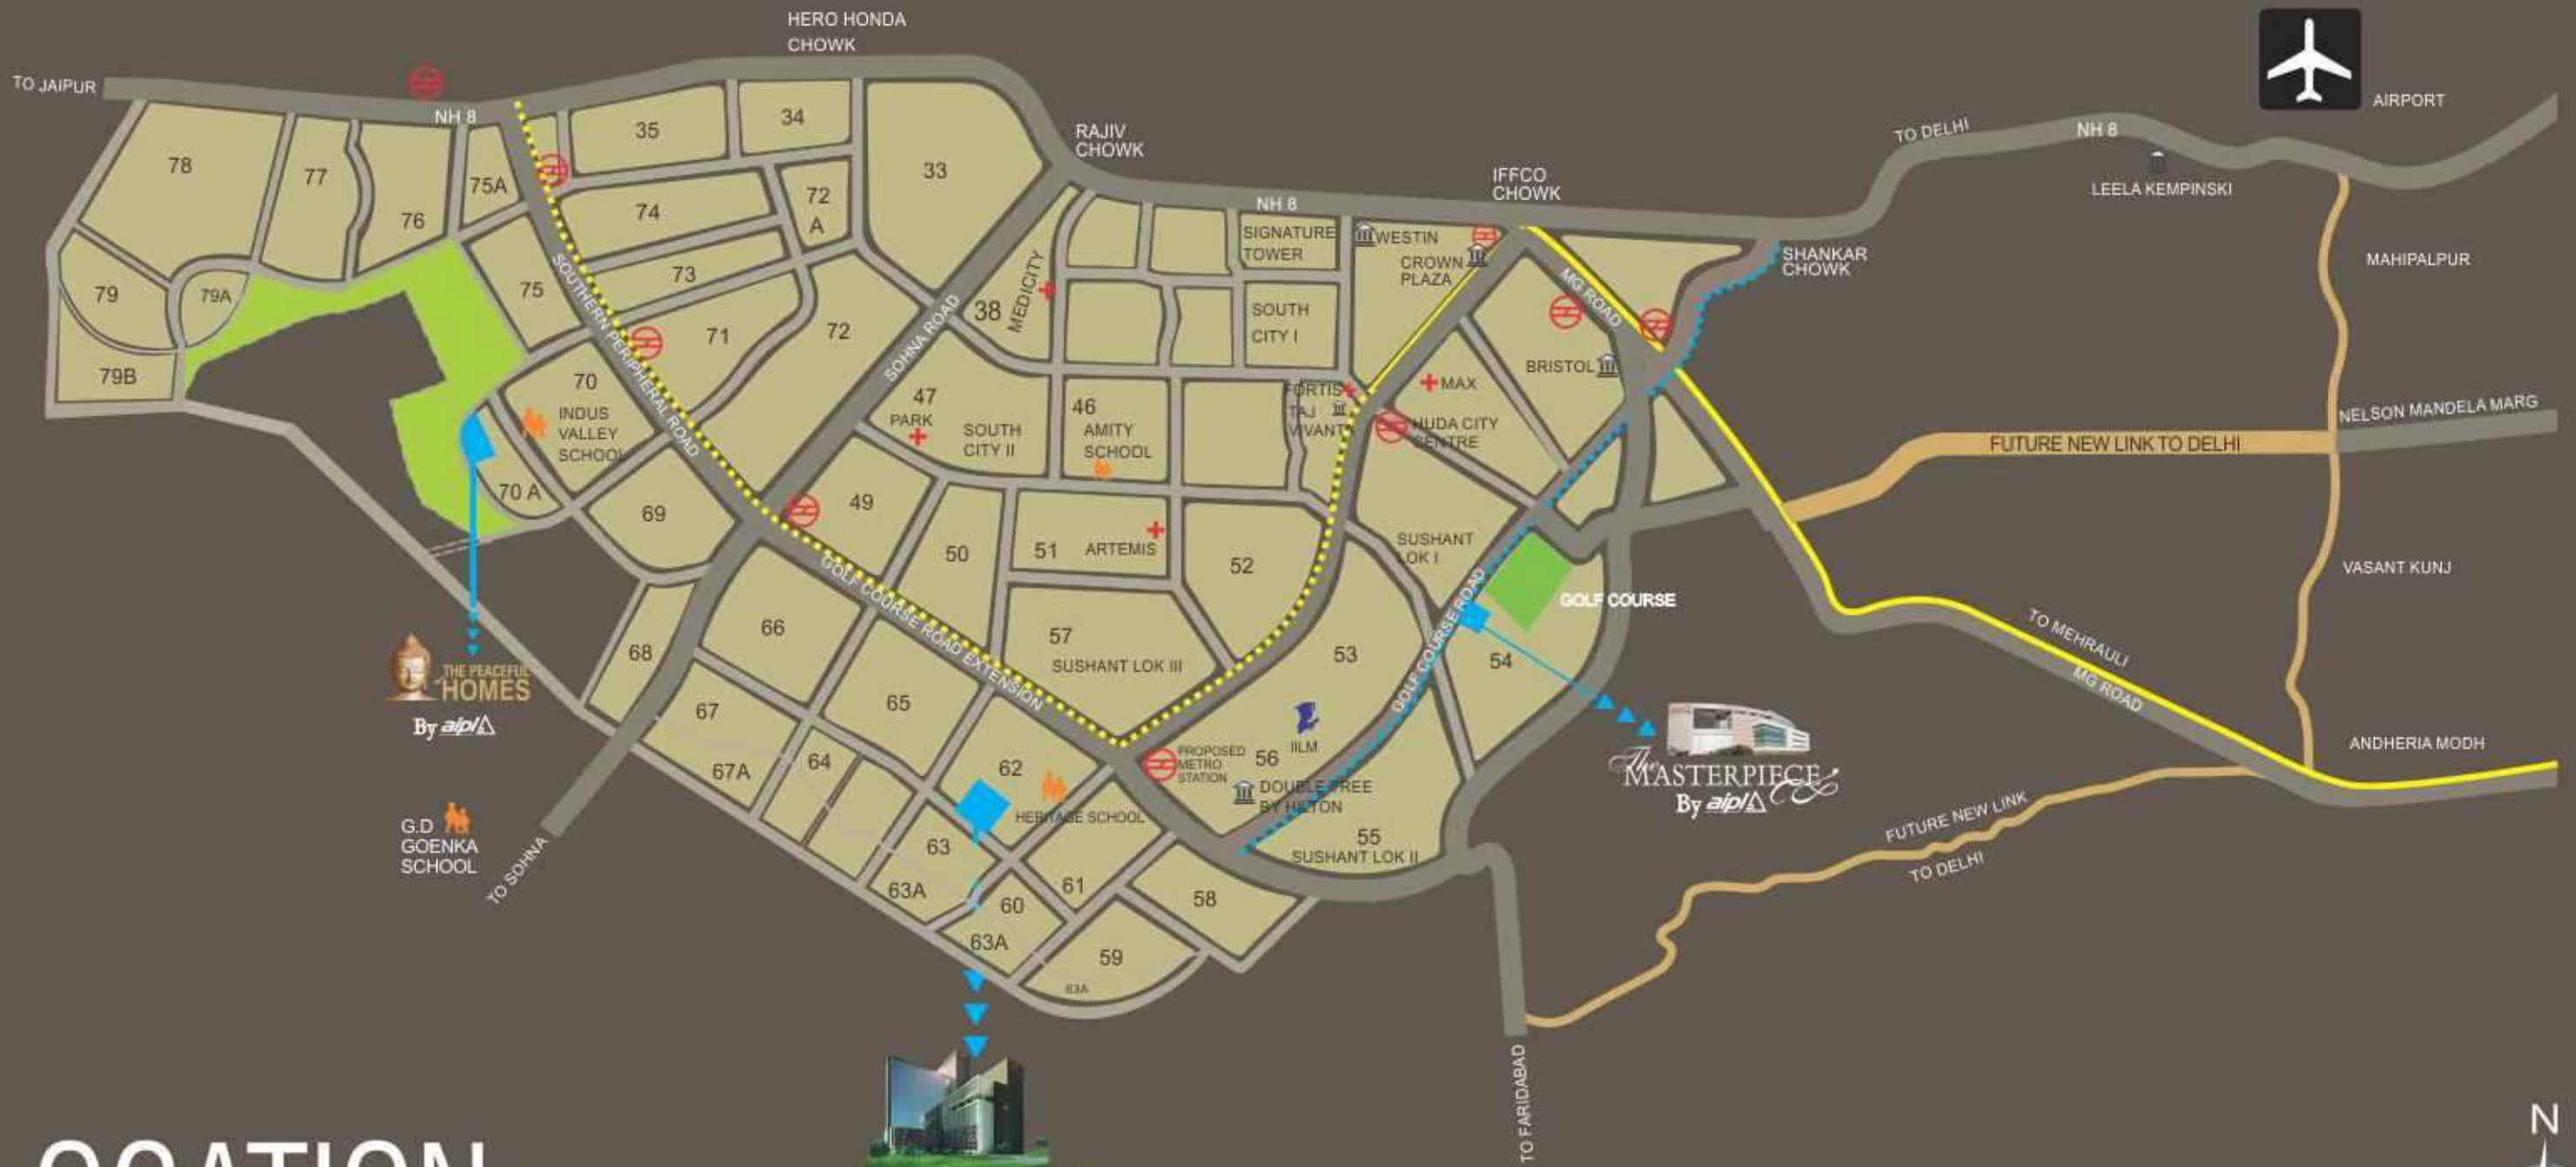 HERO HONDA
CHOWK
TO JAIPUR
NH 8
AIRPORT
RAJIV
CHOWK
TO DELHI
NH 8
LEELA KEMPINSKI
IFFCO
CHOWK
NH 8
SHANKAR
CHOWK
MAHIPALPUR
78
77
76
75A
35
34
33
74
72
A
79
79A
75
73
71
72
79B
SOUTHERN PERIPHERAL ROAD
SOHNA ROAD
38
MEDICITY
SIGNATURE
TOWER
WESTIN
CROWN
PLAZA
SOUTH
CITY I
MG ROAD
BRISTOL
MAX
FORTIS
TAJ
VIVANT
HUDA CITY
CENTRE
NELSON MANDELA MARG
FUTURE NEW LINK TO DELHI
70
INDUS
VALLEY
SCHOOL
70 A
69
47
PARK
SOUTH
CITY II
46
AMITY
SCHOOL
49
50
51
ARTEMIS
52
SUSHANT
LOK I
VASANT KUNJ
GOLF COURSE
GOLF COURSE ROAD EXTENSION
GOLF COURSE ROAD
53
54
57
SUSHANT LOK III
66
68
65
67
67A
64
62
HERITAGE SCHOOL
TO MEHRAULI
MG ROAD
ANDHERIA MODH
THE PEACEFUL
HOMES
By aipl
PROPOSED
METRO
STATION
56
IILM
DOUBLE TREE
BY HILTON
The
MASTERPIECE
By aipl
G.D
GOENKA
SCHOOL
TO SOHNA
63
63A
61
60
63A
58
59
63A
55
SUSHANT LOK II
FUTURE NEW LINK
TO DELHI
TO FARIDABAD
N
OCATION